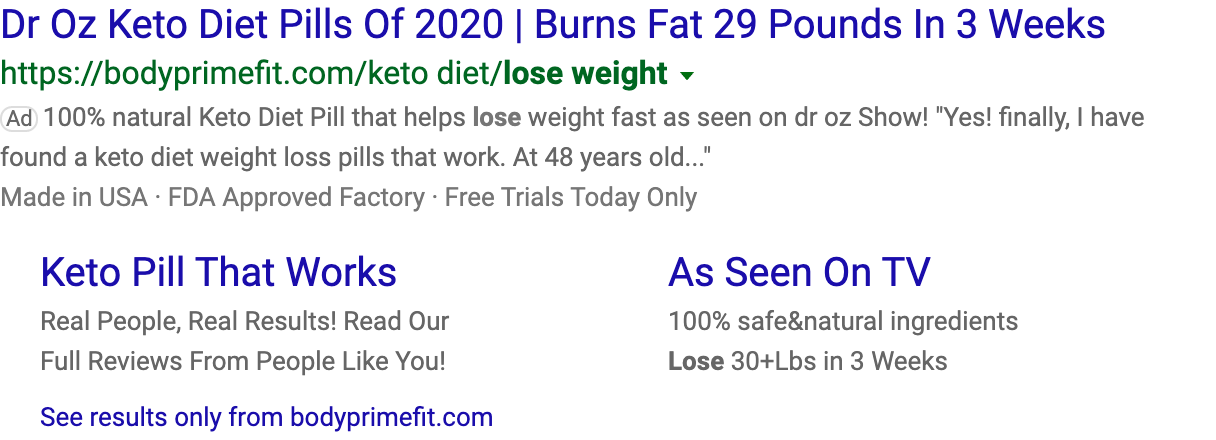 Dr Oz Keto Diet Pills Of 2020 | Burns Fat 29 Pounds In 3 Weeks
https://bodyprimefit.com/keto diet/lose weight
Ad 100% natural Keto Diet Pill that helps lose weight fast as seen on dr oz Show! "Yes! finally, I have
found a keto diet weight loss pills that work. At 48 years old..."
Made in USA · FDA Approved Factory · Free Trials Today Only
Keto Pill That Works
Real People, Real Results! Read Our
Full Reviews From People Like You!
As Seen On TV
100% safe&natural ingredients
Lose 30+Lbs in 3 Weeks
See results only from bodyprimefit.com